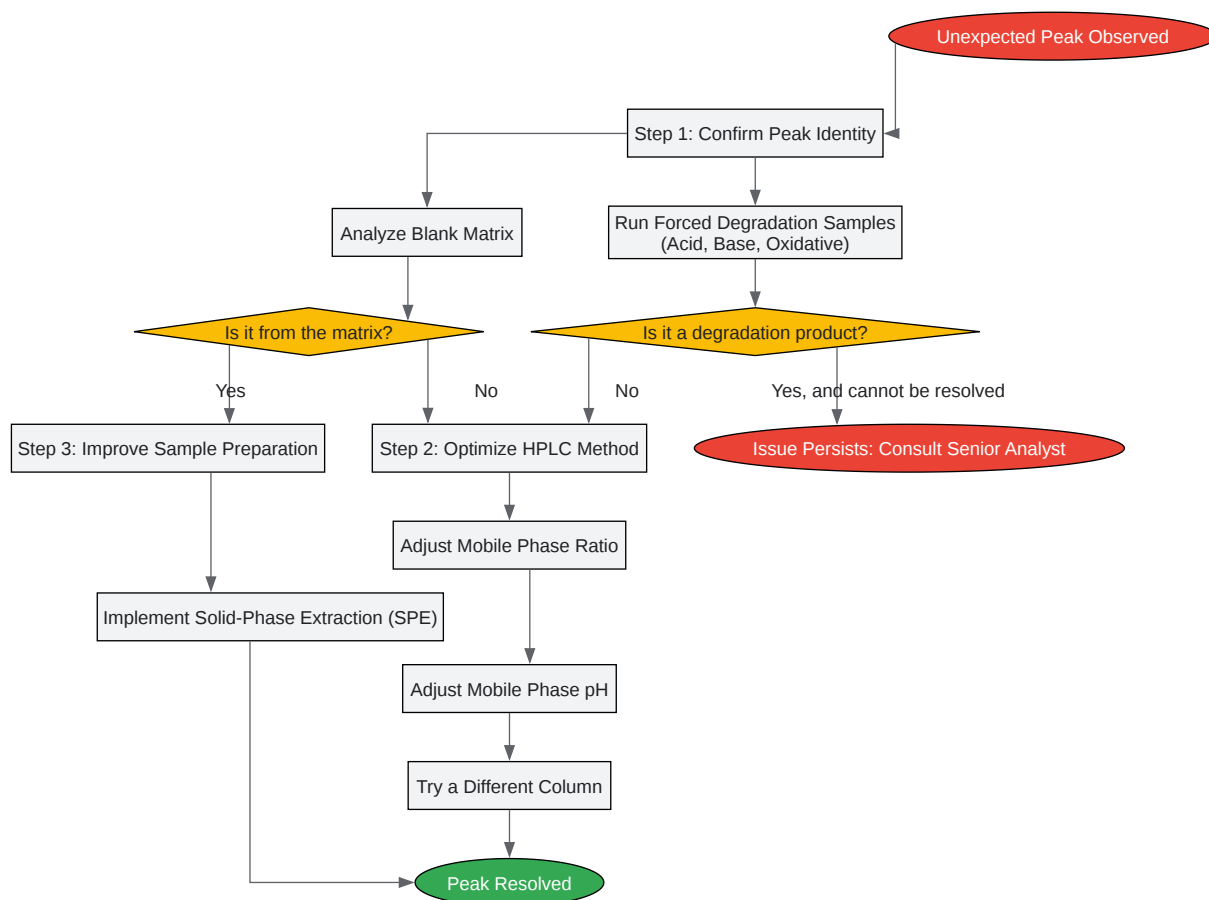 Unexpected Peak Observed
Step 1: Confirm Peak Identity
Analyze Blank Matrix
Run Forced Degradation Samples
(Acid, Base, Oxidative)
Is it from the matrix?
Is it a degradation product?
Yes
No
No
Yes, and cannot be resolved
Step 3: Improve Sample Preparation
Step 2: Optimize HPLC Method
Issue Persists: Consult Senior Analyst
Adjust Mobile Phase Ratio
Implement Solid-Phase Extraction (SPE)
Adjust Mobile Phase pH
Try a Different Column
Peak Resolved